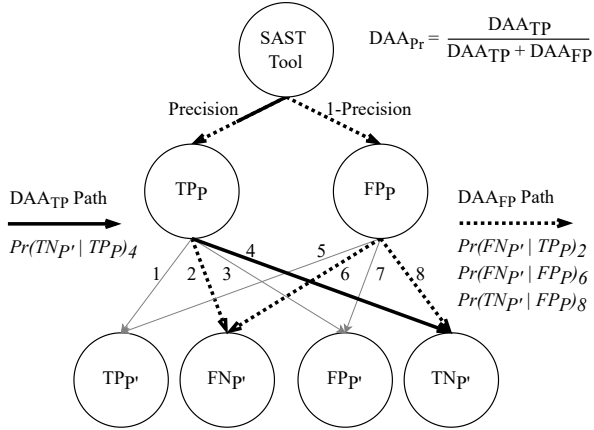 SAST
Tool
DAA_Pr = DAA_TP / DAA_TP + DAA_FP
Precision
1-Precision
TP_P
FP_P
DAA_TP Path
Pr(TN_P' | TP_P)_4
DAA_FP Path
Pr(FN_P' | TP_P)_2
Pr(FN_P' | FP_P)_6
Pr(TN_P' | FP_P)_8
1 2 3 4 5 6 7 8
TP_P'
FN_P'
FP_P'
TN_P'